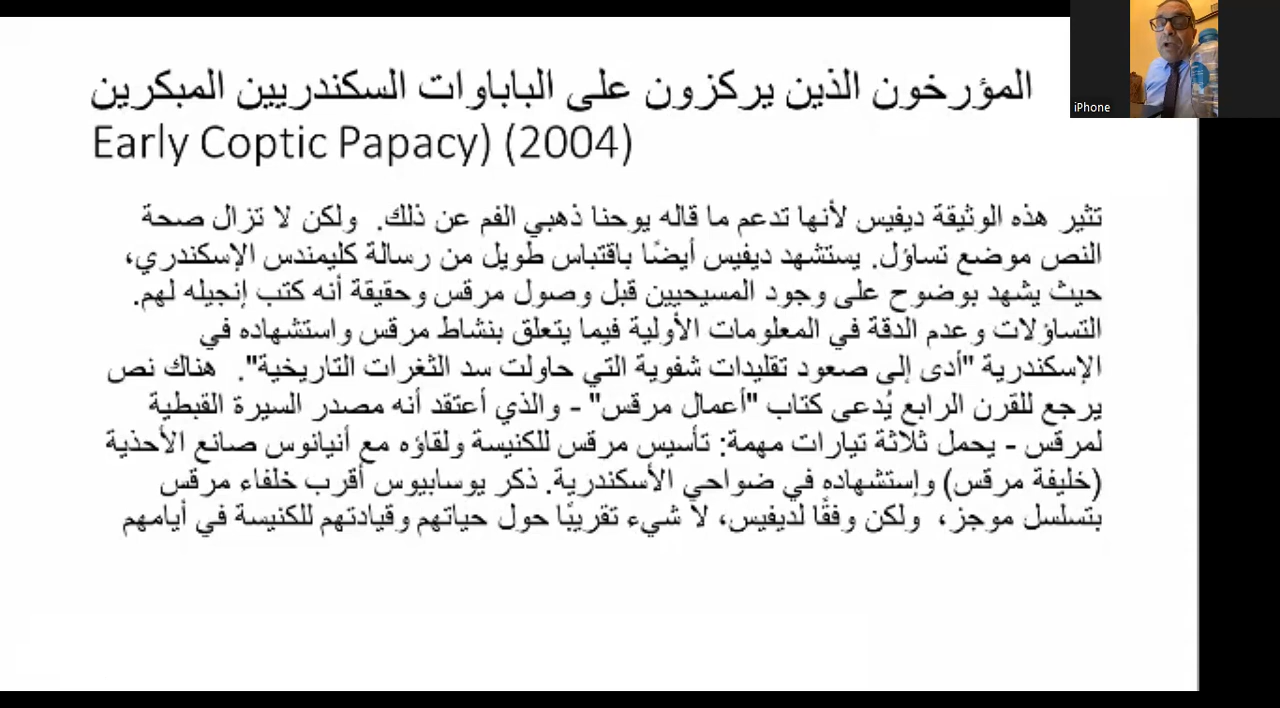 المؤرخون الذين يركزون على الباباوات السكندريين المبكرين
Early Coptic Papacy) (2004)
تثير هذه الوثيقة ديفيس لأنها تدعم ما قاله يوحنا ذهبي الفم عن ذلك. ولكن لا تزال صحة
النص موضع تساؤل. يستشهد ديفيس أيضًا باقتباس طويل من رسالة كليمندس الإسكندري،
حيث يشهد بوضوح على وجود المسيحيين قبل وصول مرقس وحقيقة أنه كتب إنجيله لهم.
التساؤلات وعدم الدقة في المعلومات الأولية فيما يتعلق بنشاط مرقس واستشهاده في
الإسكندرية "أدى إلى صعود تقليدات شفوية التي حاولت سد الثغرات التاريخية". هناك نص
يرجع للقرن الرابع يُدعى كتاب "أعمال مرقس" - والذي أعتقد أنه مصدر السيرة القبطية
لمرقس - يحمل ثلاثة تيارات مهمة: تأسيس مرقس للكنيسة ولقاؤه مع أنيانوس صانع الأحذية
(خليفة مرقس) وإستشهاده في ضواحي الأسكندرية. ذكر يوسابيوس أقرب خلفاء مرقس
بتسلسل موجز، ولكن وفقًا لديفيس، لا شيء تقريبًا حول حياتهم وقيادتهم للكنيسة في أيامهم
iPhone